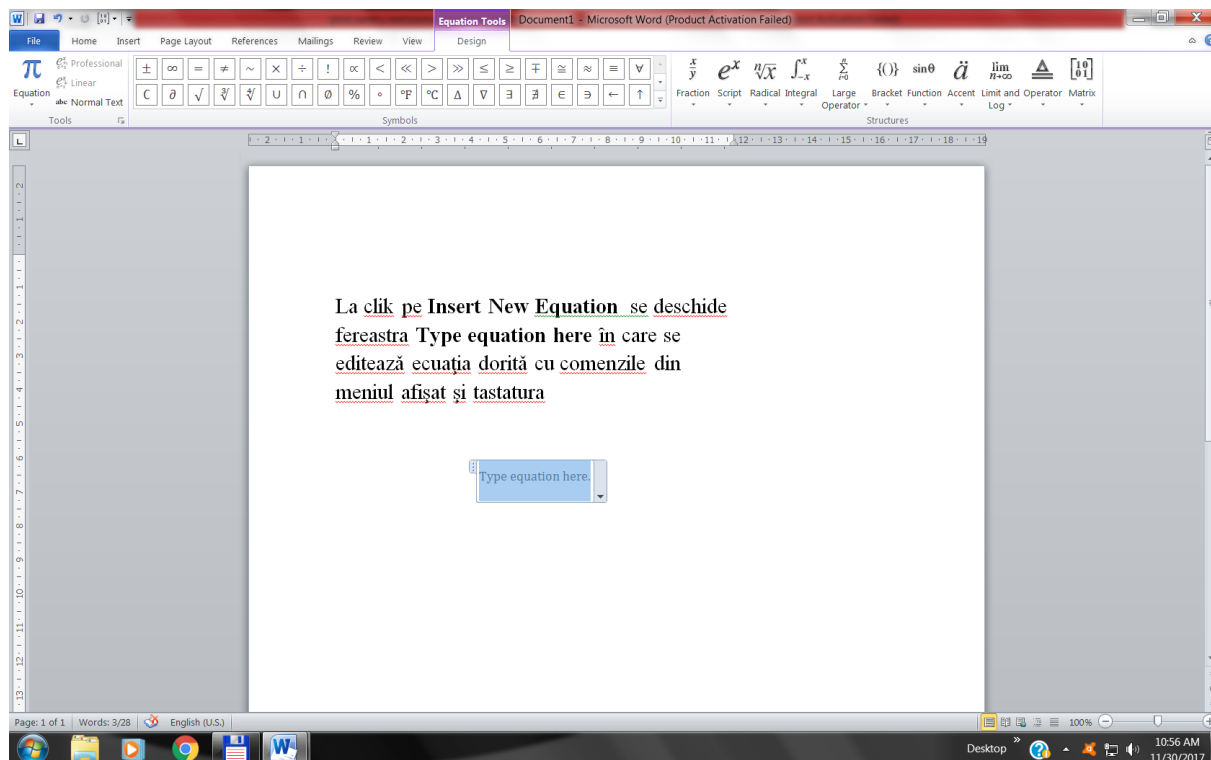 Equation Tools
Document1 - Microsoft Word (Product Activation Failed)
File Home Insert Page Layout References Mailings Review View Design
π Equation
Professional
Linear
abc Normal Text
Tools
± ∞ = ≠ ~ × ÷ ! ∝ < ≪ > ≫ ≤ ≥ ∓ ≅ ≈ ≡ ∀
∁ ∂ √ ∛ ∜ ∪ ∩ ∅ % ° °F °C ∆ ∇ ∃ ∄ ∈ ∋ ← ↑
Symbols
Fraction Script Radical Integral Large Operator Bracket Function Accent Limit and Log Operator Matrix
Structures
La clik pe Insert New Equation se deschide
fereastra Type equation here în care se
editează ecuația dorită cu comenzile din
meniul afișat și tastatura
Type equation here.
Page: 1 of 1 Words: 3/28 English (U.S.) 100%
Desktop
10:56 AM
11/30/2017